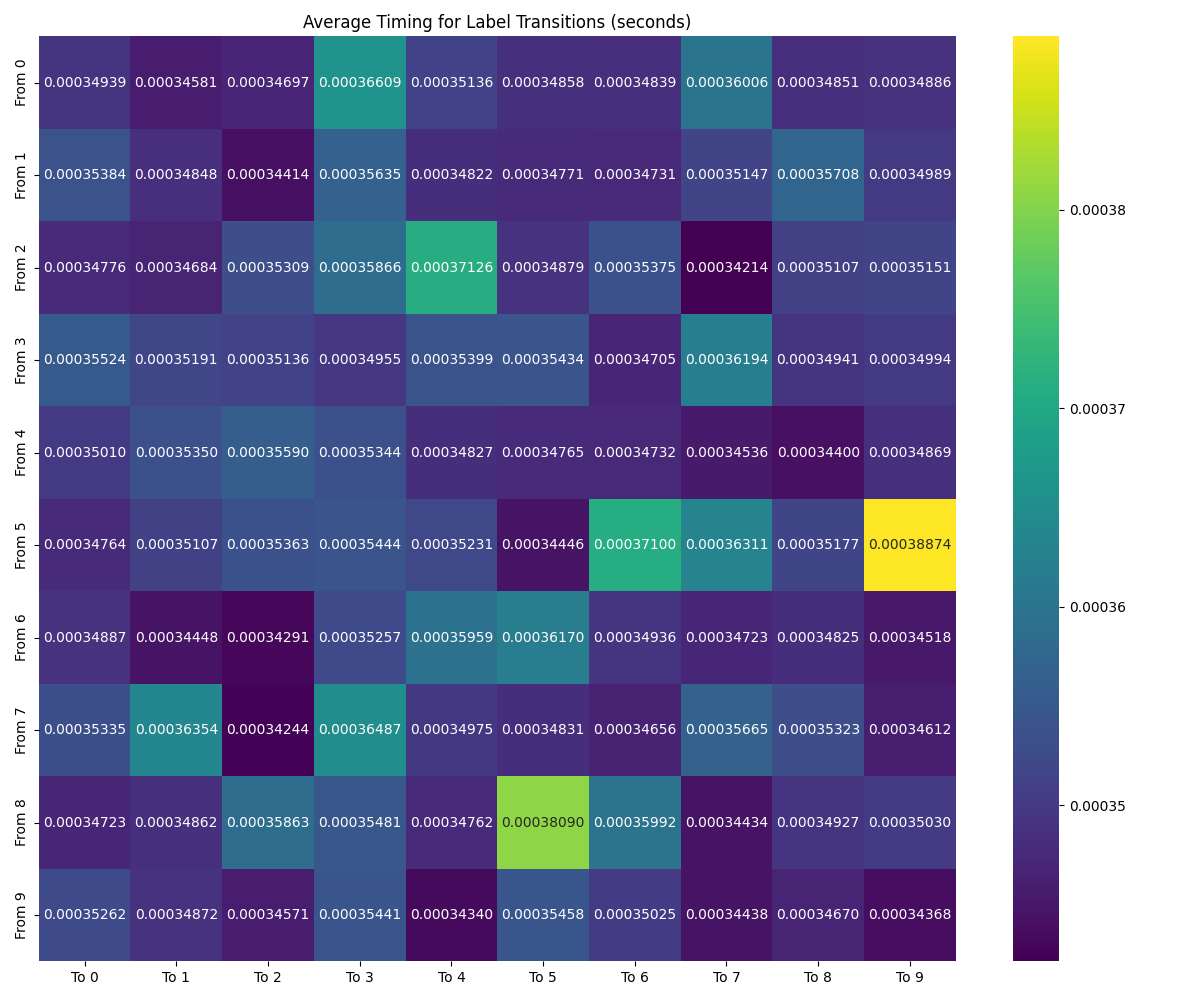 Average Timing for Label Transitions (seconds)
From 0 0.00034939 0.00034581 0.00034697 0.00036609 0.00035136 0.00034858 0.00034839 0.00036006 0.00034851 0.00034886
From 1 0.00035384 0.00034848 0.00034414 0.00035635 0.00034822 0.00034771 0.00034731 0.00035147 0.00035708 0.00034989
0.00038
From 2 0.00034776 0.00034684 0.00035309 0.00035866 0.00037126 0.00034879 0.00035375 0.00034214 0.00035107 0.00035151
From 3 0.00035524 0.00035191 0.00035136 0.00034955 0.00035399 0.00035434 0.00034705 0.00036194 0.00034941 0.00034994
0.00037
From 4 0.00035010 0.00035350 0.00035590 0.00035344 0.00034827 0.00034765 0.00034732 0.00034536 0.00034400 0.00034869
From 5 0.00034764 0.00035107 0.00035363 0.00035444 0.00035231 0.00034446 0.00037100 0.00036311 0.00035177 0.00038874
0.00036
From 6 0.00034887 0.00034448 0.00034291 0.00035257 0.00035959 0.00036170 0.00034936 0.00034723 0.00034825 0.00034518
From 7 0.00035335 0.00036354 0.00034244 0.00036487 0.00034975 0.00034831 0.00034656 0.00035665 0.00035323 0.00034612
0.00035
From 8 0.00034723 0.00034862 0.00035863 0.00035481 0.00034762 0.00038090 0.00035992 0.00034434 0.00034927 0.00035030
From 9 0.00035262 0.00034872 0.00034571 0.00035441 0.00034340 0.00035458 0.00035025 0.00034438 0.00034670 0.00034368
To 0 To 1 To 2 To 3 To 4 To 5 To 6 To 7 To 8 To 9